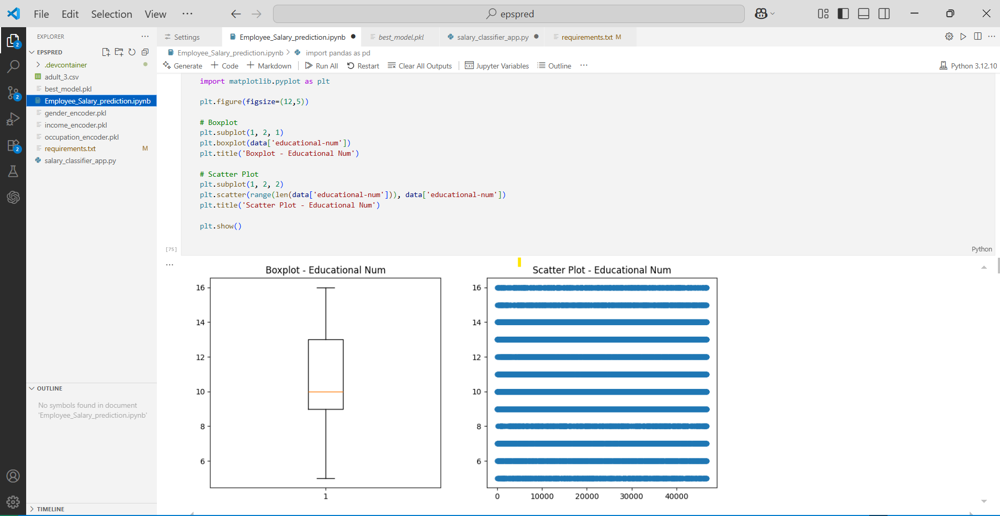 File Edit Selection View ··· epspred
EXPLORER ···
EPSPRED
.devcontainer
adult_3.csv
best_model.pkl
Employee_Salary_prediction.ipynb
gender_encoder.pkl
income_encoder.pkl
occupation_encoder.pkl
requirements.txt M
salary_classifier_app.py
OUTLINE
No symbols found in document
'Employee_Salary_prediction.ipynb'
TIMELINE
2
2
2
Settings Employee_Salary_prediction.ipynb best_model.pkl salary_classifier_app.py requirements.txt M
Employee_Salary_prediction.ipynb > import pandas as pd
Generate + Code + Markdown | Run All Restart Clear All Outputs | Jupyter Variables Outline ··· Python 3.12.10
import matplotlib.pyplot as plt
plt.figure(figsize=(12,5))
# Boxplot
plt.subplot(1, 2, 1)
plt.boxplot(data['educational-num'])
plt.title('Boxplot - Educational Num')
# Scatter Plot
plt.subplot(1, 2, 2)
plt.scatter(range(len(data['educational-num'])), data['educational-num'])
plt.title('Scatter Plot - Educational Num')
plt.show()
[75] Python
Boxplot - Educational Num
16
14
12
10
8
6
1
Scatter Plot - Educational Num
16
14
12
10
8
6
0 10000 20000 30000 40000